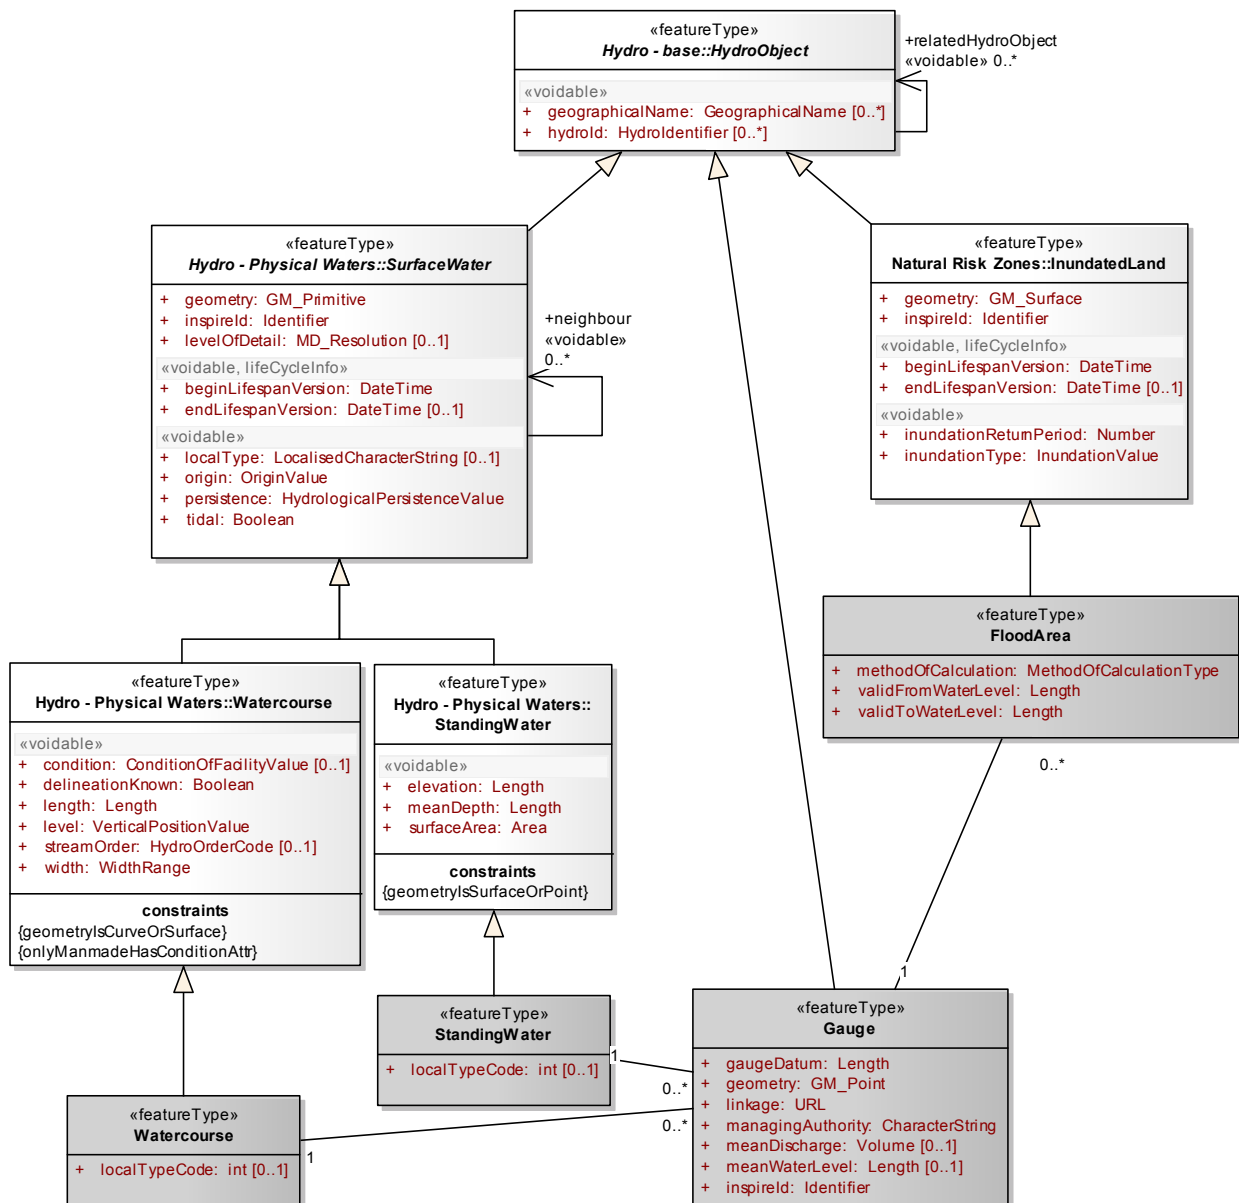 «featureType»
Hydro - base::HydroObject
«voidable»
+ geographicalName: GeographicalName [0..*]
+ hydroId: HydroIdentifier [0..*]
+relatedHydroObject
«voidable» 0..*
«featureType»
Hydro - Physical Waters::SurfaceWater
+ geometry: GM_Primitive
+ inspireId: Identifier
+ levelOfDetail: MD_Resolution [0..1]
«voidable, lifeCycleInfo»
+ beginLifespanVersion: DateTime
+ endLifespanVersion: DateTime [0..1]
«voidable»
+ localType: LocalisedCharacterString [0..1]
+ origin: OriginValue
+ persistence: HydrologicalPersistenceValue
+ tidal: Boolean
+neighbour
«voidable»
0..*
«featureType»
Natural Risk Zones::InundatedLand
+ geometry: GM_Surface
+ inspireId: Identifier
«voidable, lifeCycleInfo»
+ beginLifespanVersion: DateTime
+ endLifespanVersion: DateTime [0..1]
«voidable»
+ inundationReturnPeriod: Number
+ inundationType: InundationValue
«featureType»
FloodArea
+ methodOfCalculation: MethodOfCalculationType
+ validFromWaterLevel: Length
+ validToWaterLevel: Length
0..*
1
«featureType»
Hydro - Physical Waters::Watercourse
«voidable»
+ condition: ConditionOfFacilityValue [0..1]
+ delineationKnown: Boolean
+ length: Length
+ level: VerticalPositionValue
+ streamOrder: HydroOrderCode [0..1]
+ width: WidthRange
constraints
{geometryIsCurveOrSurface}
{onlyManmadeHasConditionAttr}
«featureType»
Hydro - Physical Waters::
StandingWater
«voidable»
+ elevation: Length
+ meanDepth: Length
+ surfaceArea: Area
constraints
{geometryIsSurfaceOrPoint}
«featureType»
StandingWater
+ localTypeCode: int [0..1]
1
0..*
«featureType»
Watercourse
+ localTypeCode: int [0..1]
1
0..*
«featureType»
Gauge
+ gaugeDatum: Length
+ geometry: GM_Point
+ linkage: URL
+ managingAuthority: CharacterString
+ meanDischarge: Volume [0..1]
+ meanWaterLevel: Length [0..1]
+ inspireId: Identifier